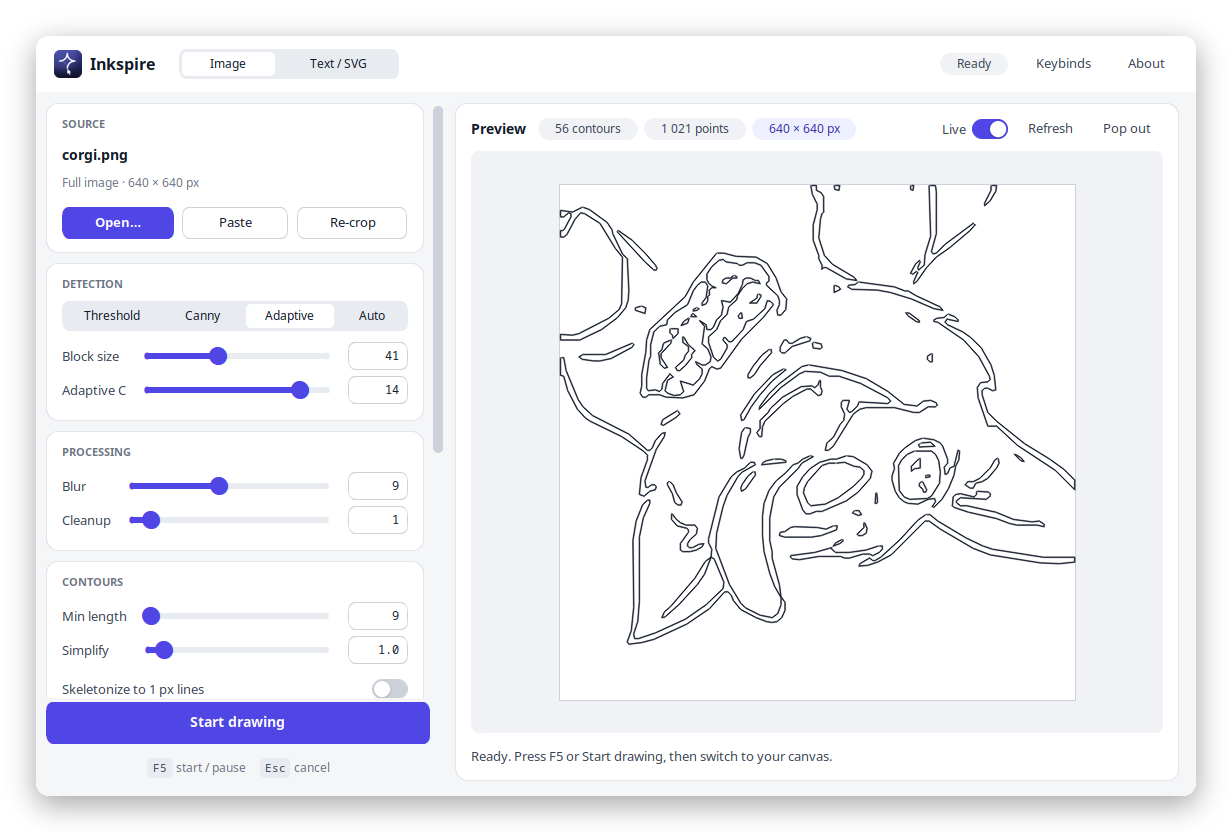 Inkspire
Image
Text / SVG
Ready
Keybinds
About
SOURCE
corgi.png
Full image · 640 × 640 px
Open...
Paste
Re-crop
DETECTION
Threshold
Canny
Adaptive
Auto
Block size
41
Adaptive C
14
PROCESSING
Blur
9
Cleanup
1
CONTOURS
Min length
9
Simplify
1.0
Skeletonize to 1 px lines
Start drawing
F5 start / pause
Esc cancel
Preview
56 contours
1 021 points
640 × 640 px
Live
Refresh
Pop out
Ready. Press F5 or Start drawing, then switch to your canvas.